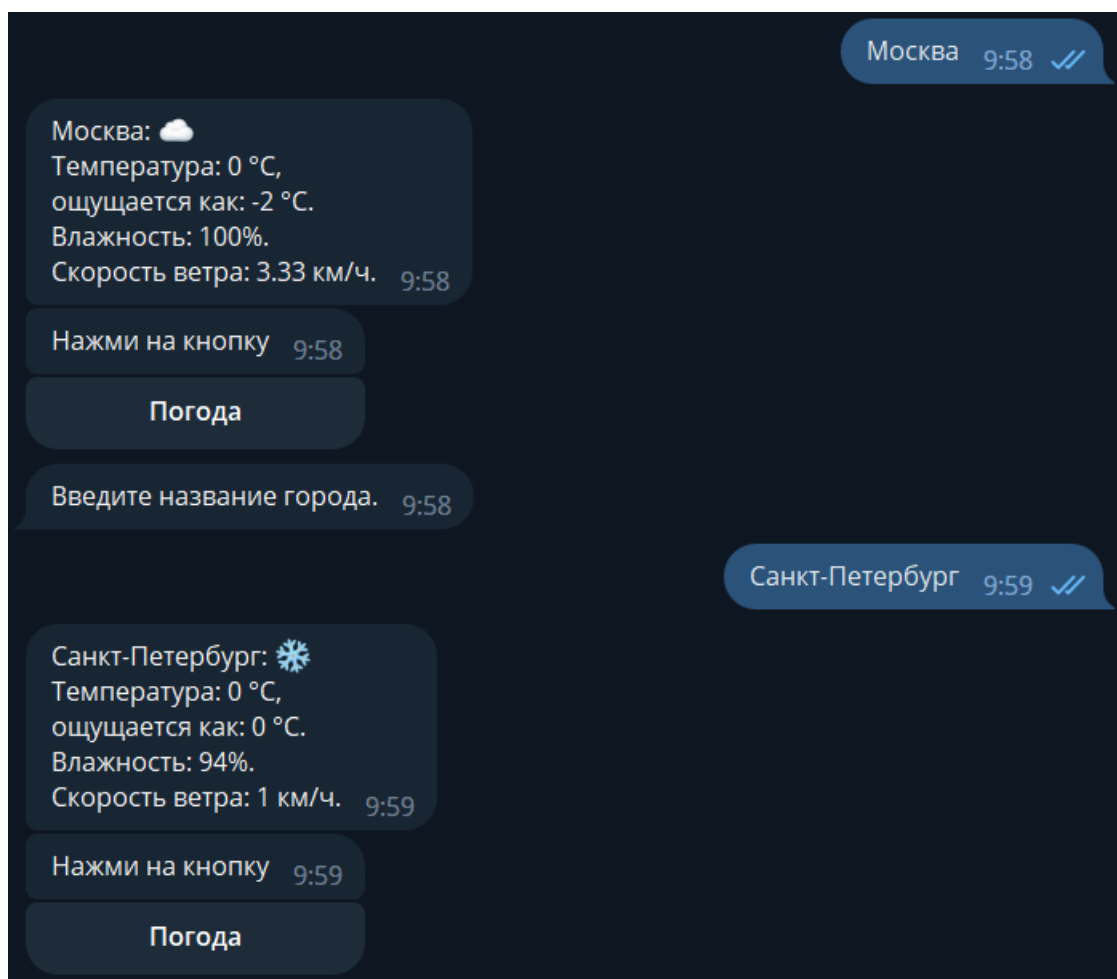 Москва 9:58
Москва: ☁️
Температура: 0 °C,
ощущается как: -2 °C.
Влажность: 100%.
Скорость ветра: 3.33 км/ч. 9:58
Нажми на кнопку 9:58
Погода
Введите название города. 9:58
Санкт-Петербург 9:59
Санкт-Петербург: ❄️
Температура: 0 °C,
ощущается как: 0 °C.
Влажность: 94%.
Скорость ветра: 1 км/ч. 9:59
Нажми на кнопку 9:59
Погода